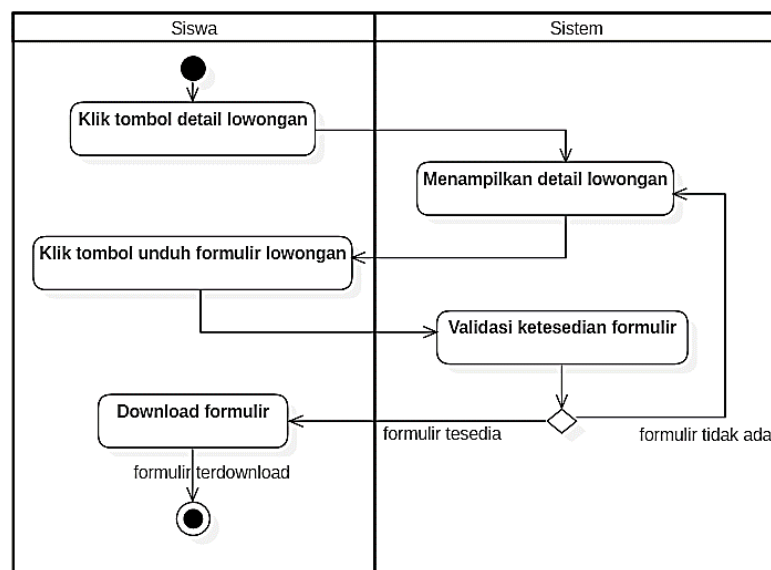 Siswa
Sistem
Klik tombol detail lowongan
Menampilkan detail lowongan
Klik tombol unduh formulir lowongan
Validasi ketesedian formulir
Download formulir
formulir tesedia
formulir tidak ada
formulir terdownload